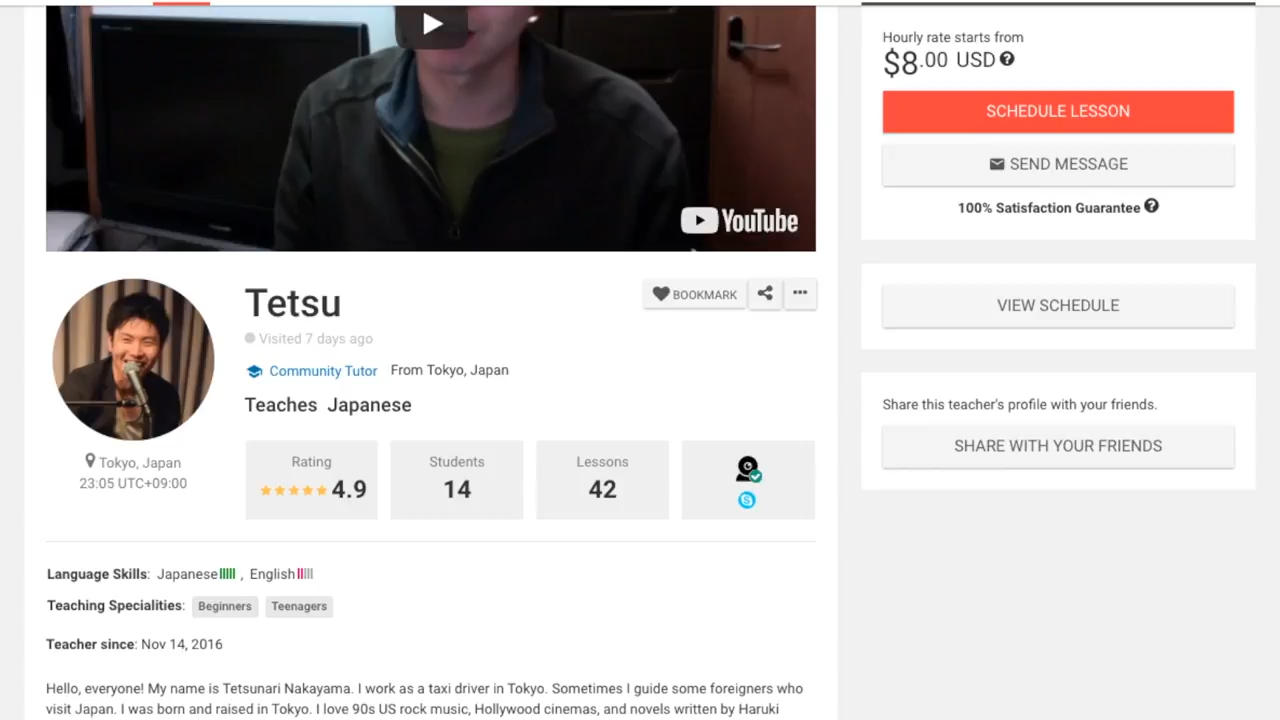 YouTube
Tetsu
BOOKMARK
Visited 7 days ago
Community Tutor From Tokyo, Japan
Teaches Japanese
Tokyo, Japan
23:05 UTC+09:00
Rating
4.9
Students
14
Lessons
42
Language Skills: Japanese , English
Teaching Specialities: Beginners Teenagers
Teacher since: Nov 14, 2016
Hello, everyone! My name is Tetsunari Nakayama. I work as a taxi driver in Tokyo. Sometimes I guide some foreigners who
visit Japan. I was born and raised in Tokyo. I love 90s US rock music, Hollywood cinemas, and novels written by Haruki
Hourly rate starts from
$8.00 USD
SCHEDULE LESSON
SEND MESSAGE
100% Satisfaction Guarantee
VIEW SCHEDULE
Share this teacher's profile with your friends.
SHARE WITH YOUR FRIENDS